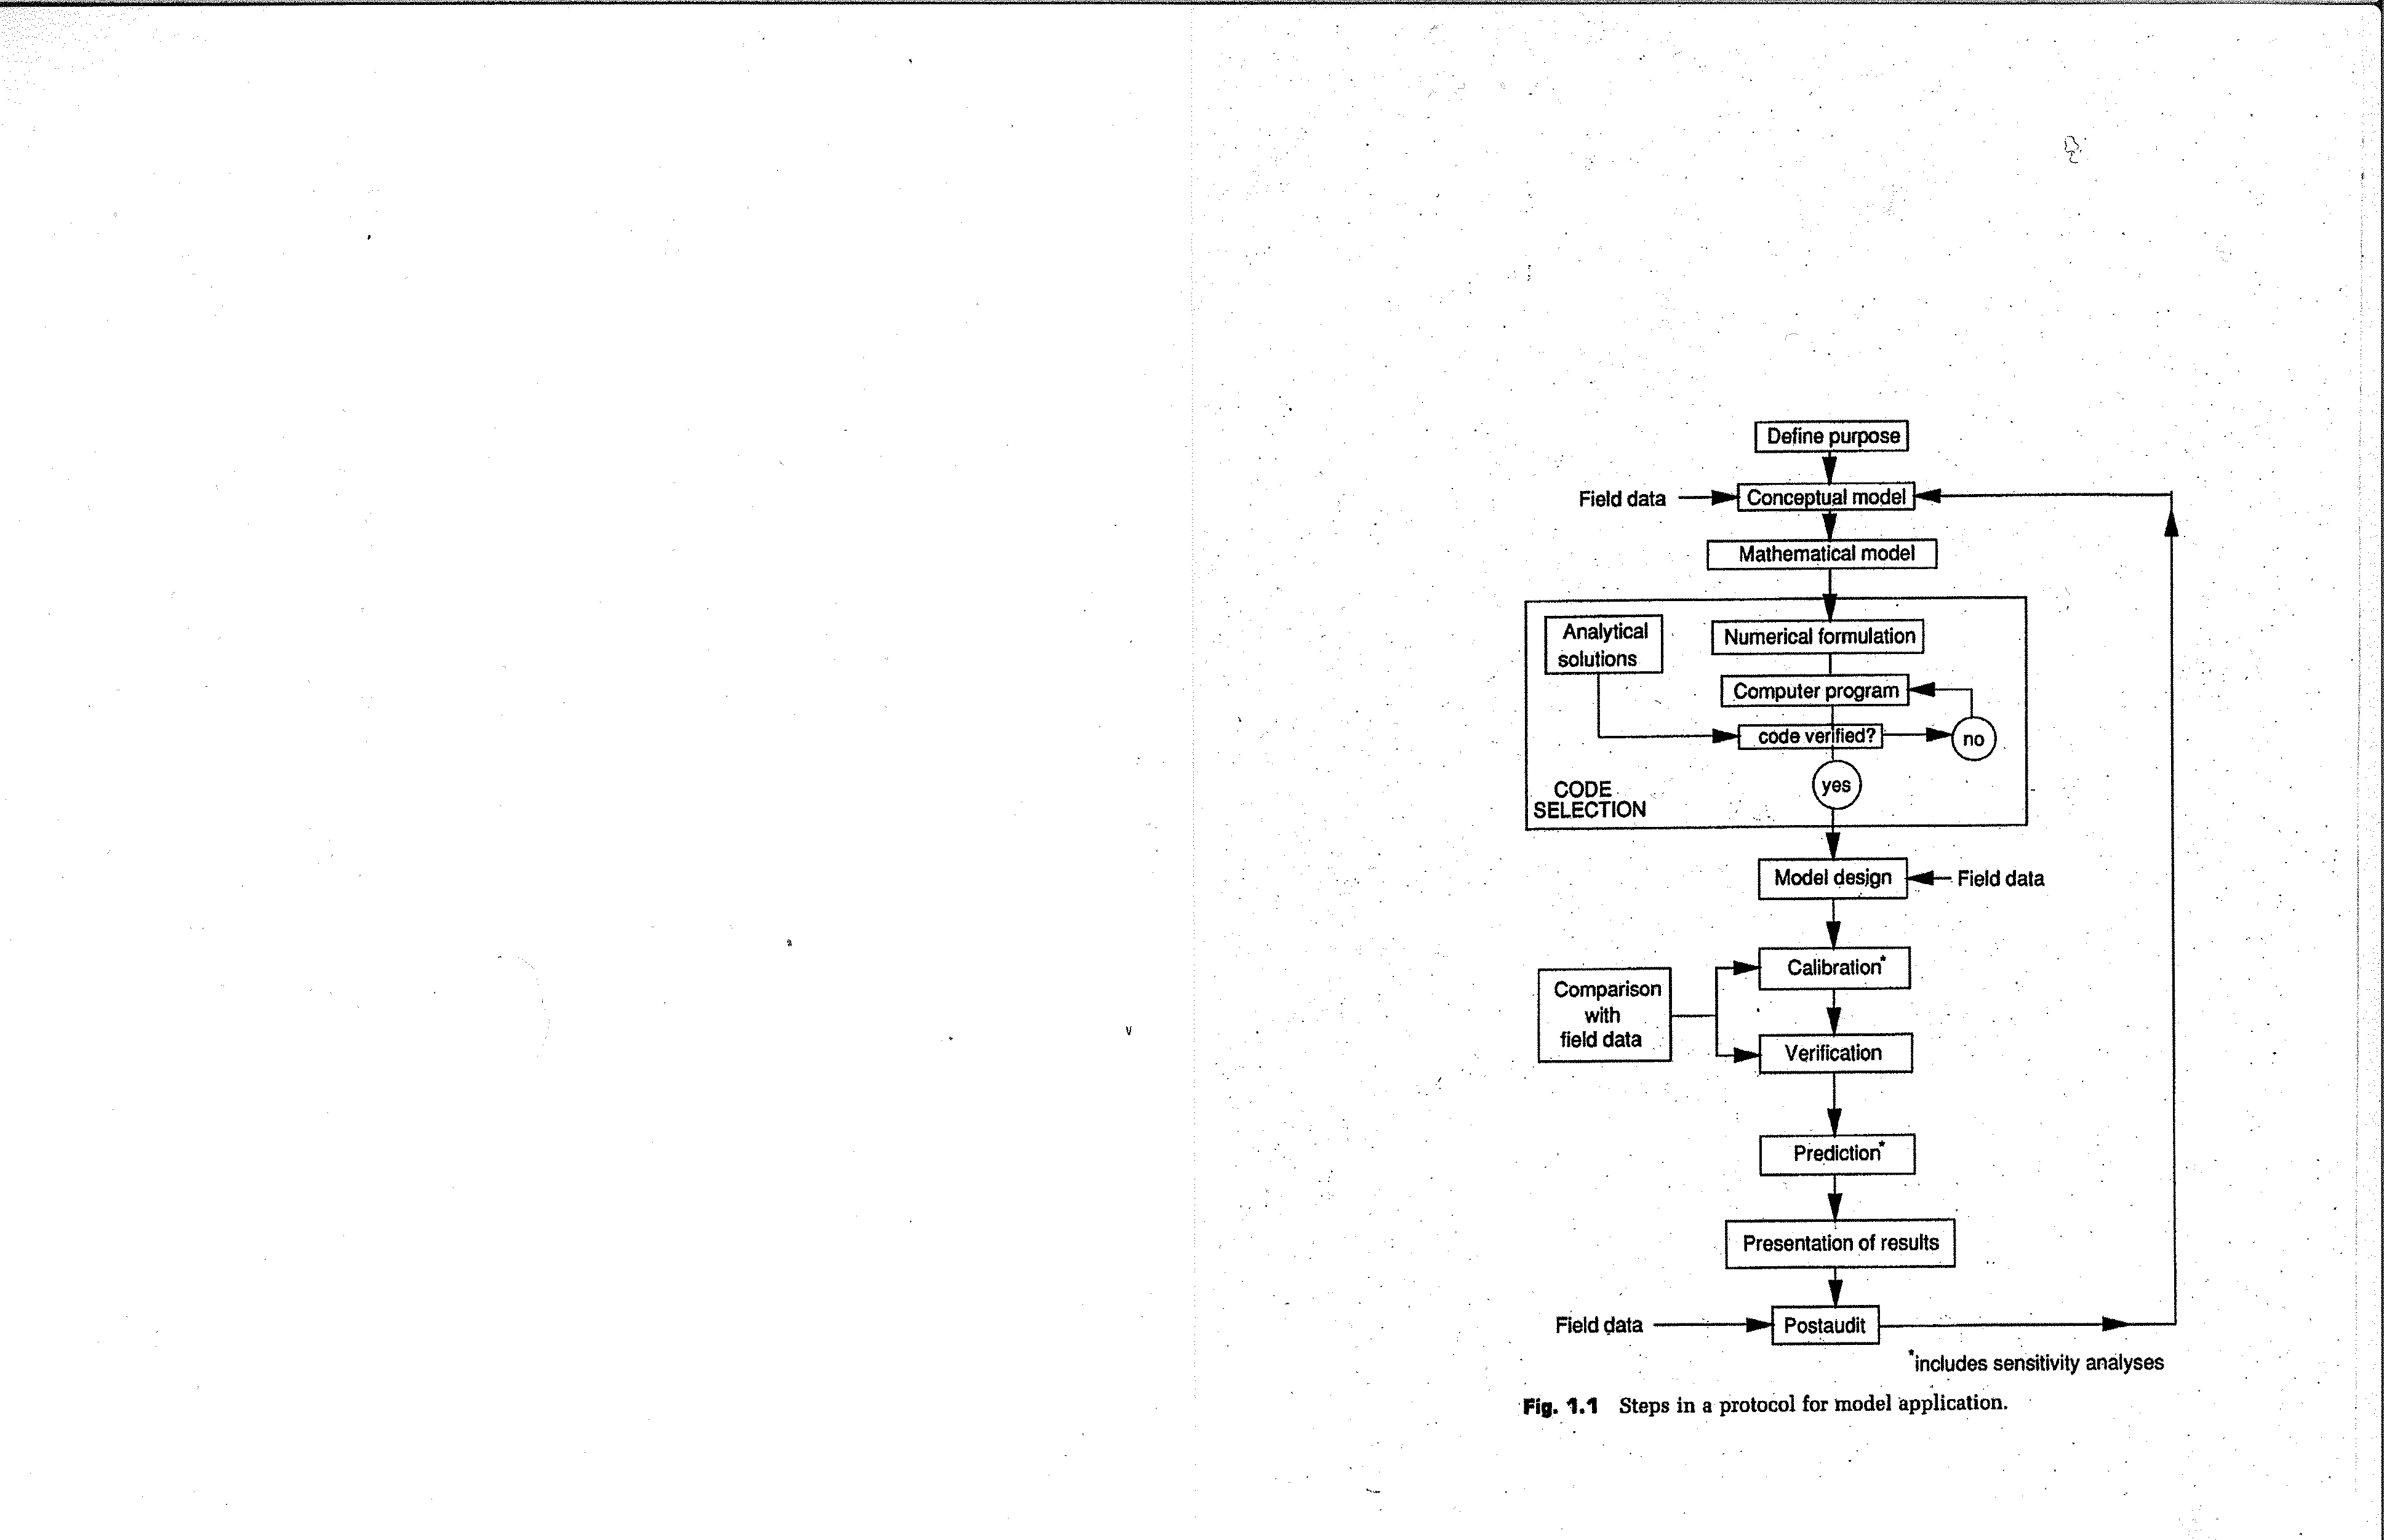 Define purpose
Field data
Conceptual model
Mathematical model
Analytical
solutions
Numerical formulation
Computer program
code verified?
no
yes
CODE
SELECTION
Model design
Field data
Calibration*
Comparison
with
field data
Verification
Prediction*
Presentation of results
Field data
Postaudit
*includes sensitivity analyses
Fig. 1.1 Steps in a protocol for model application.